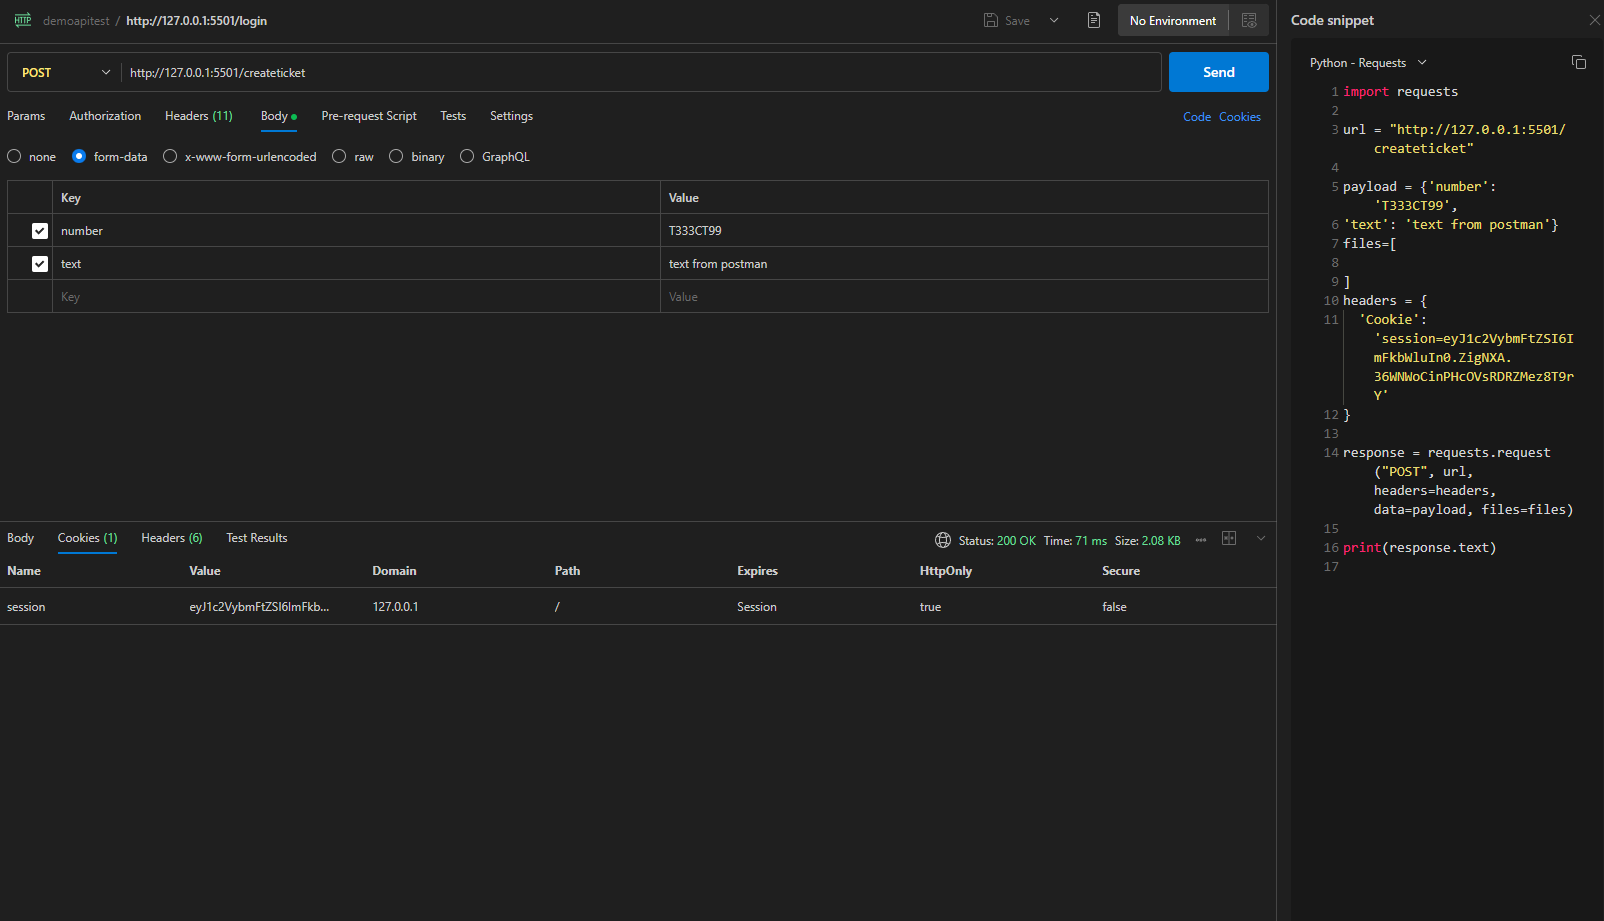 HTTP demoapitest / http://127.0.0.1:5501/login Save No Environment
POST http://127.0.0.1:5501/createticket Send
Params Authorization Headers (11) Body Pre-request Script Tests Settings Code Cookies
none form-data x-www-form-urlencoded raw binary GraphQL
Key Value
number T333CT99
text text from postman
Key Value
Body Cookies (1) Headers (6) Test Results Status: 200 OK Time: 71 ms Size: 2.08 KB
Name Value Domain Path Expires HttpOnly Secure
session eyJ1c2VybmFtZSI6ImFkb... 127.0.0.1 / Session true false
Code snippet
Python - Requests
1 import requests
2
3 url = "http://127.0.0.1:5501/
createticket"
4
5 payload = {'number':
'T333CT99',
6 'text': 'text from postman'}
7 files=[
8
9 ]
10 headers = {
11 'Cookie':
'session=eyJ1c2VybmFtZSI6I
mFkbWluIn0.ZigNXA.
36WNWoCinPHcOVsRDRZMez8T9r
Y'
12 }
13
14 response = requests.request
("POST", url,
headers=headers,
data=payload, files=files)
15
16 print(response.text)
17